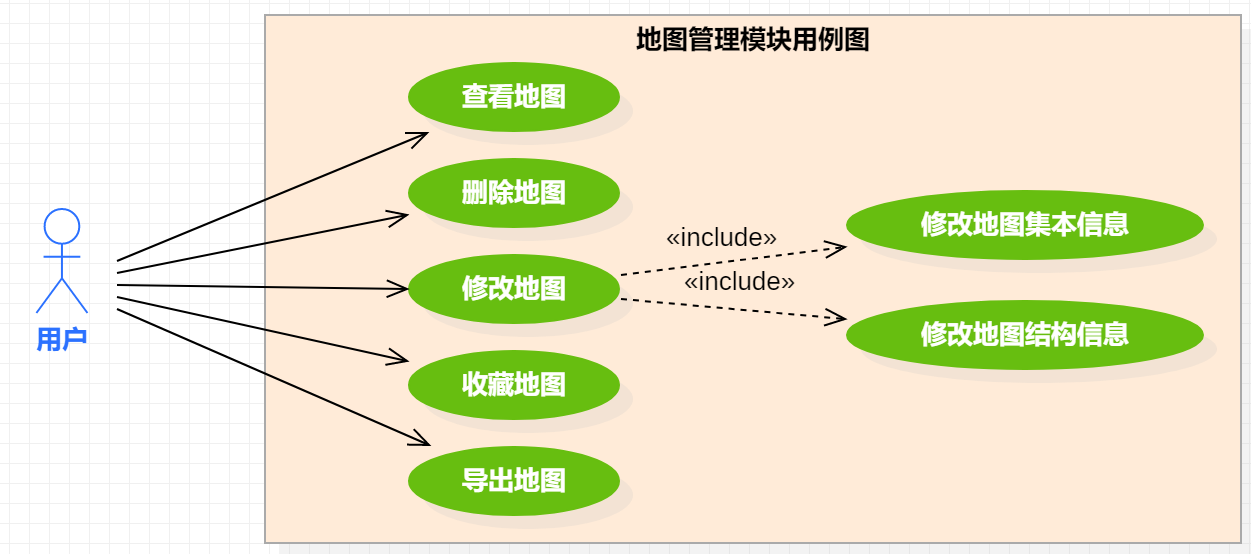 地图管理模块用例图
查看地图
删除地图
修改地图
收藏地图
导出地图
«include»
«include»
修改地图集本信息
修改地图结构信息
用户